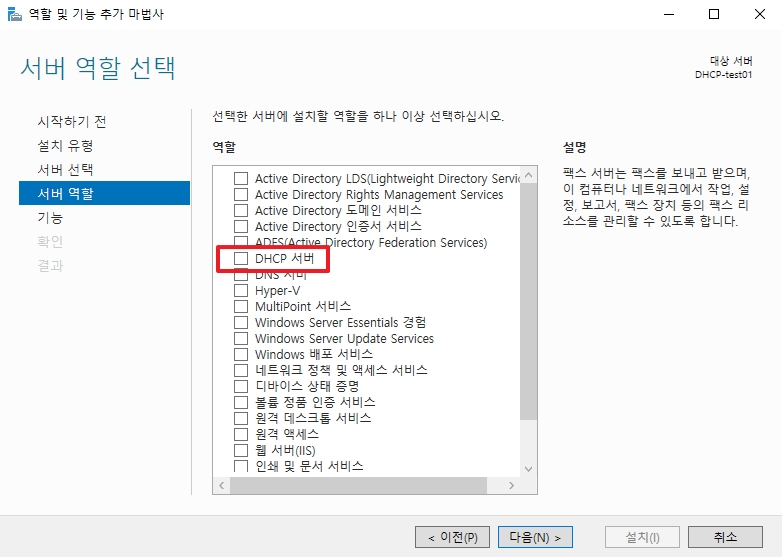 역할 및 기능 추가 마법사
서버 역할 선택
대상 서버
DHCP-test01
시작하기 전
설치 유형
서버 선택
서버 역할
기능
확인
결과
선택한 서버에 설치할 역할을 하나 이상 선택하십시오.
역할
Active Directory LDS(Lightweight Directory Servic
Active Directory Rights Management Services
Active Directory 도메인 서비스
Active Directory 인증서 서비스
ADFS(Active Directory Federation Services)
DHCP 서버
DNS 서버
Hyper-V
MultiPoint 서비스
Windows Server Essentials 경험
Windows Server Update Services
Windows 배포 서비스
네트워크 정책 및 액세스 서비스
디바이스 상태 증명
볼륨 정품 인증 서비스
원격 데스크톱 서비스
원격 액세스
웹 서버(IIS)
인쇄 및 문서 서비스
설명
팩스 서버는 팩스를 보내고 받으며,
이 컴퓨터나 네트워크에서 작업, 설
정, 보고서, 팩스 장치 등의 팩스 리
소스를 관리할 수 있도록 합니다.
< 이전(P)
다음(N) >
설치(I)
취소